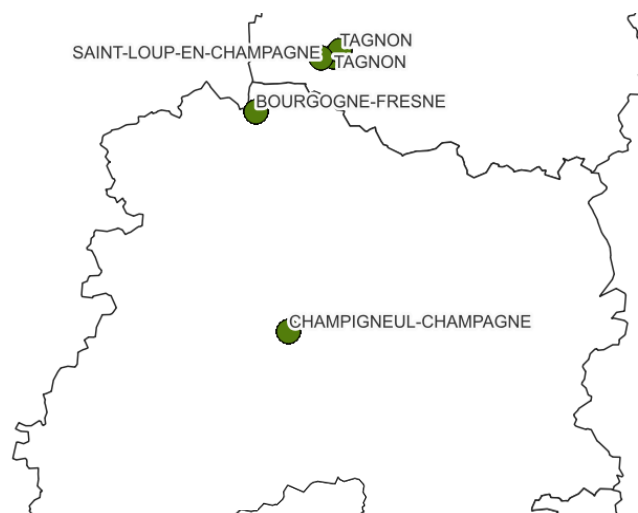 TAGNON
SAINT-LOUP-EN-CHAMPAGNE
TAGNON
BOURGOGNE-FRESNE
CHAMPIGNEUL-CHAMPAGNE